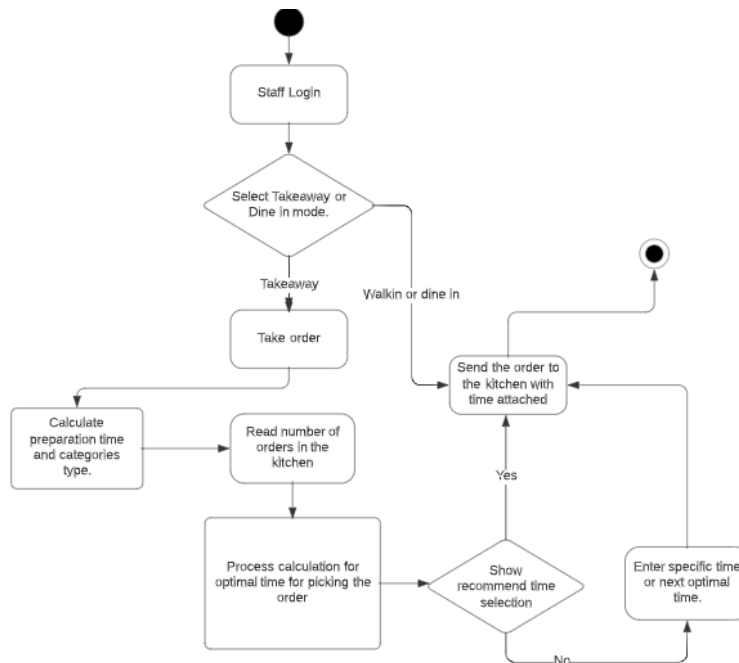 Staff Login
Select Takeaway or
Dine in mode.
Takeaway
Walkin or dine in
Take order
Send the order to
the kitchen with
time attached
Calculate
preparation time
and categories
type.
Read number of
orders in the
kitchen
Yes
Process calculation for
optimal time for picking the
order
Show
recommend time
selection
Enter specific time
or next optimal
time.
No